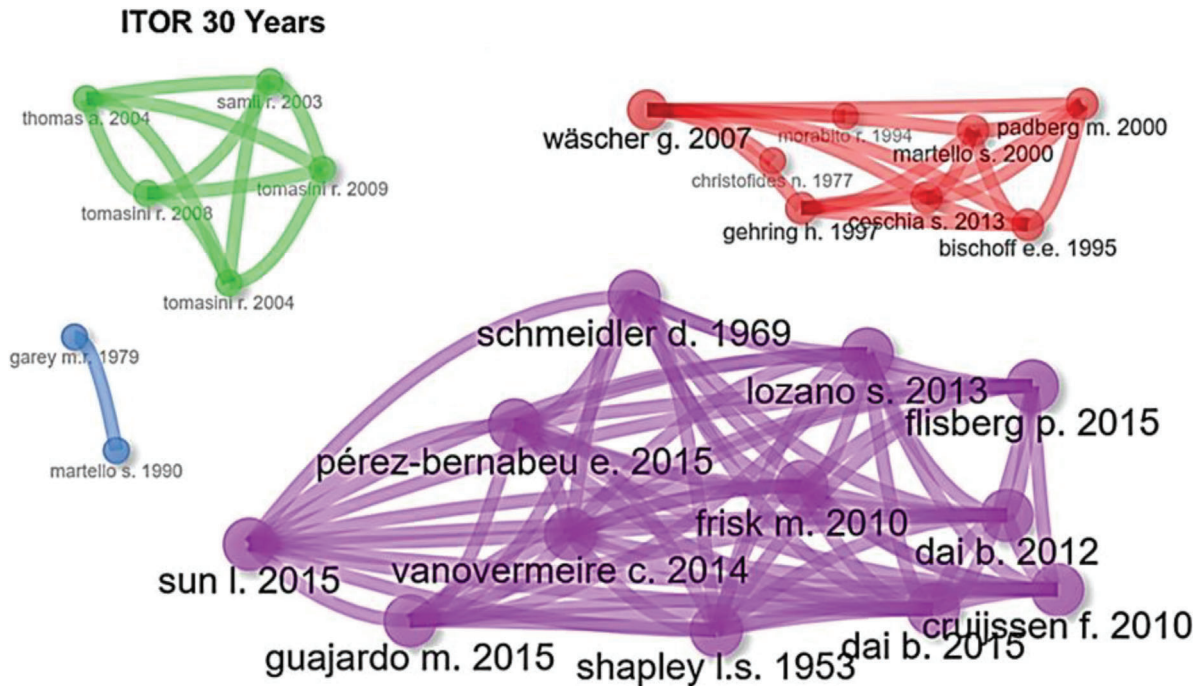 ITOR 30 Years
samli r. 2003
thomas a. 2004
tomasini r. 2009
tomasini r. 2008
tomasini r. 2004
wäscher g. 2007
morabito r. 1994
padberg m. 2000
martello s. 2000
christofides n. 1977
gehring h. 1997
ceschia s. 2013
bischoff e.e. 1995
garey m.r. 1979
martello s. 1990
schmeidler d. 1969
lozano s. 2013
flisberg p. 2015
pérez-bernabeu e. 2015
frisk m. 2010
dai b. 2012
vanovermeire c. 2014
sun l. 2015
cruijssen f. 2010
dai b. 2015
guajardo m. 2015
shapley l.s. 1953